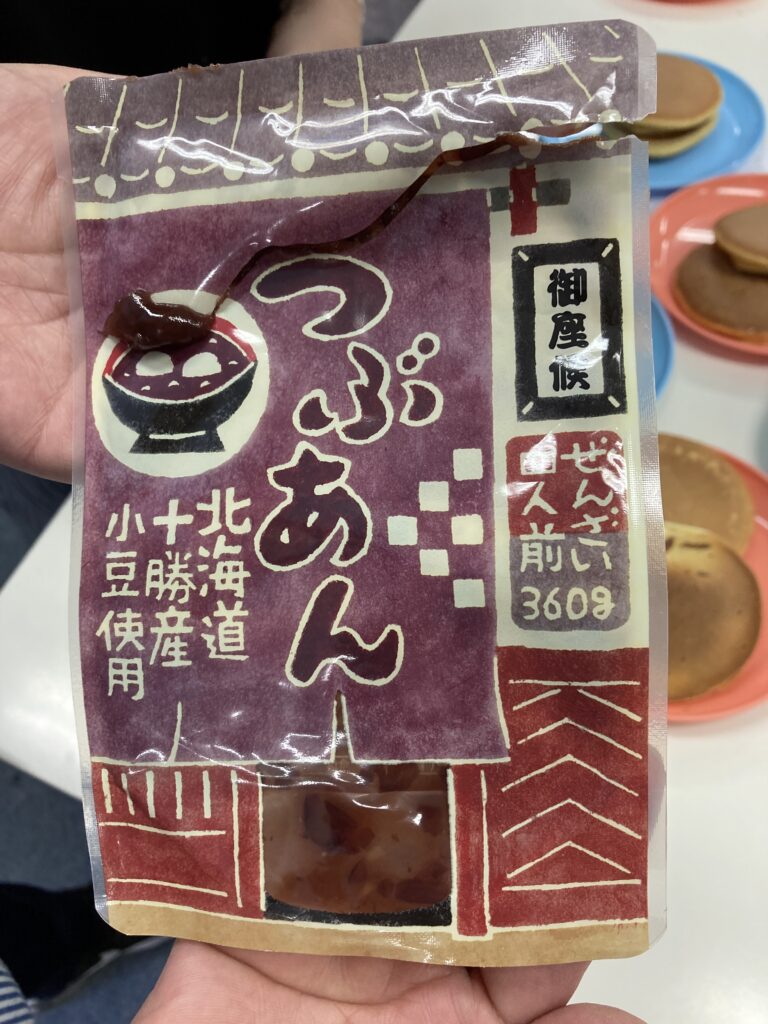 御座候
ぜんざい
四人前
360g
つぶあん
北海道
十勝産
小豆使用